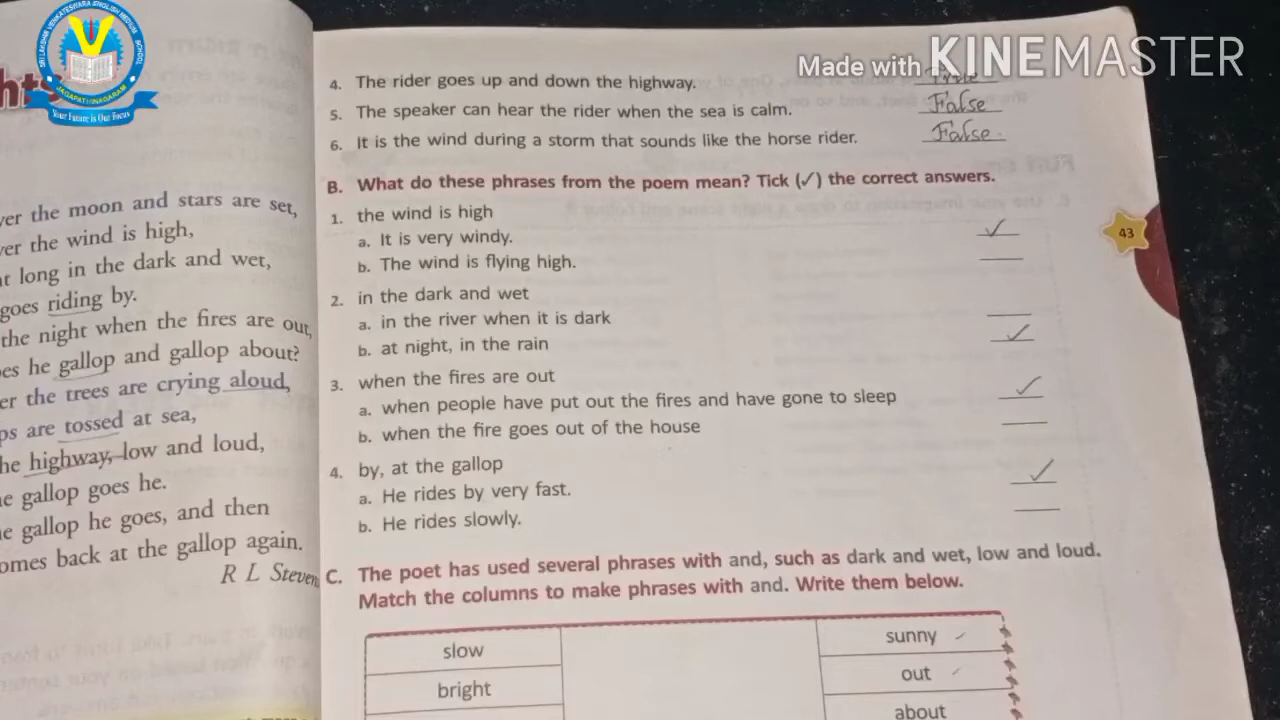 SRI LAKSHMI VENKATESWARA ENGLISH MEDIUM SCHOOL
JAGAPATHINAGARAM
Your Future is Our Focus
Made with KINEMASTER
ver the moon and stars are set,
ver the wind is high,
long in the dark and wet,
goes riding by.
the night when the fires are out,
es he gallop and gallop about?
er the trees are crying aloud,
ps are tossed at sea,
he highway, low and loud,
e gallop goes he.
e gallop he goes, and then
omes back at the gallop again.
R L Steven
4. The rider goes up and down the highway. True
5. The speaker can hear the rider when the sea is calm. False
6. It is the wind during a storm that sounds like the horse rider. False
B. What do these phrases from the poem mean? Tick (✓) the correct answers.
43
1. the wind is high
a. It is very windy. ✓
b. The wind is flying high.
2. in the dark and wet
a. in the river when it is dark
b. at night, in the rain ✓
3. when the fires are out
a. when people have put out the fires and have gone to sleep ✓
b. when the fire goes out of the house
4. by, at the gallop
a. He rides by very fast. ✓
b. He rides slowly.
C. The poet has used several phrases with and, such as dark and wet, low and loud.
Match the columns to make phrases with and. Write them below.
slow sunny
bright out
about